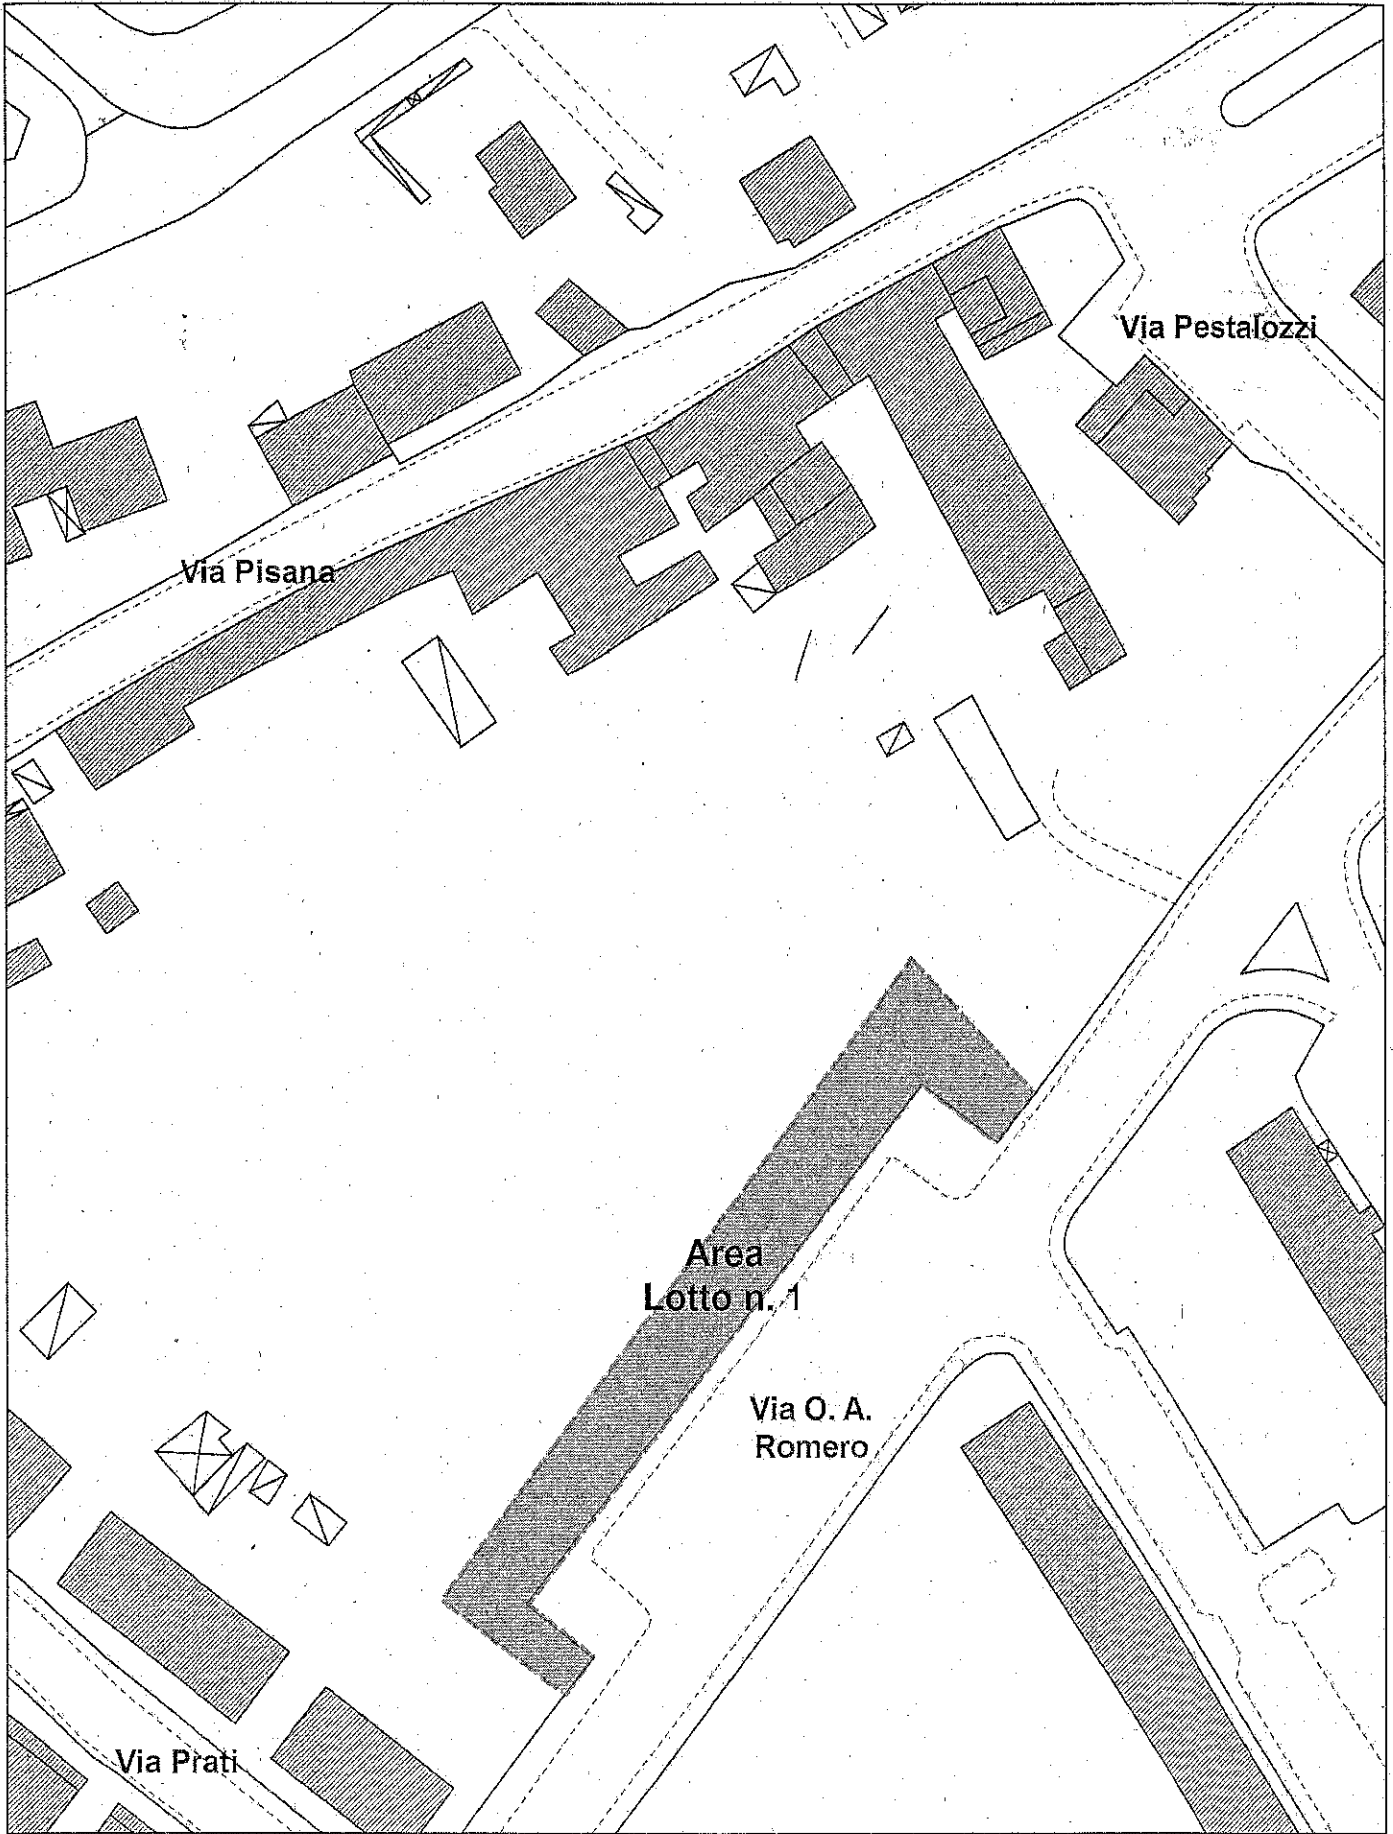 Via Pestalozzi
Via Pisana
Area
Lotto n. 1
Via O. A.
Romero
Via Prati